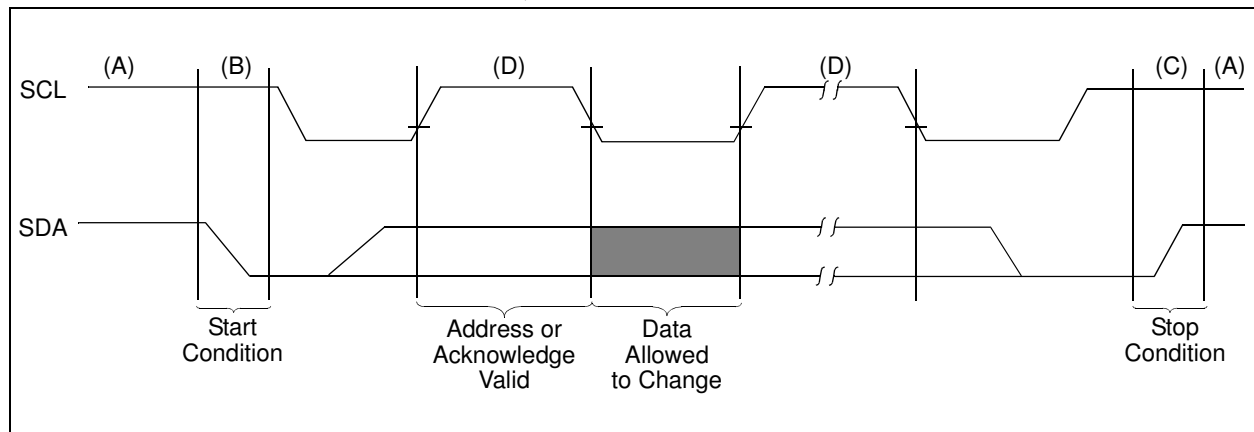 (A) (B) (D) (D) (C) (A)
SCL
SDA
Start
Condition
Address or
Acknowledge
Valid
Data
Allowed
to Change
Stop
Condition